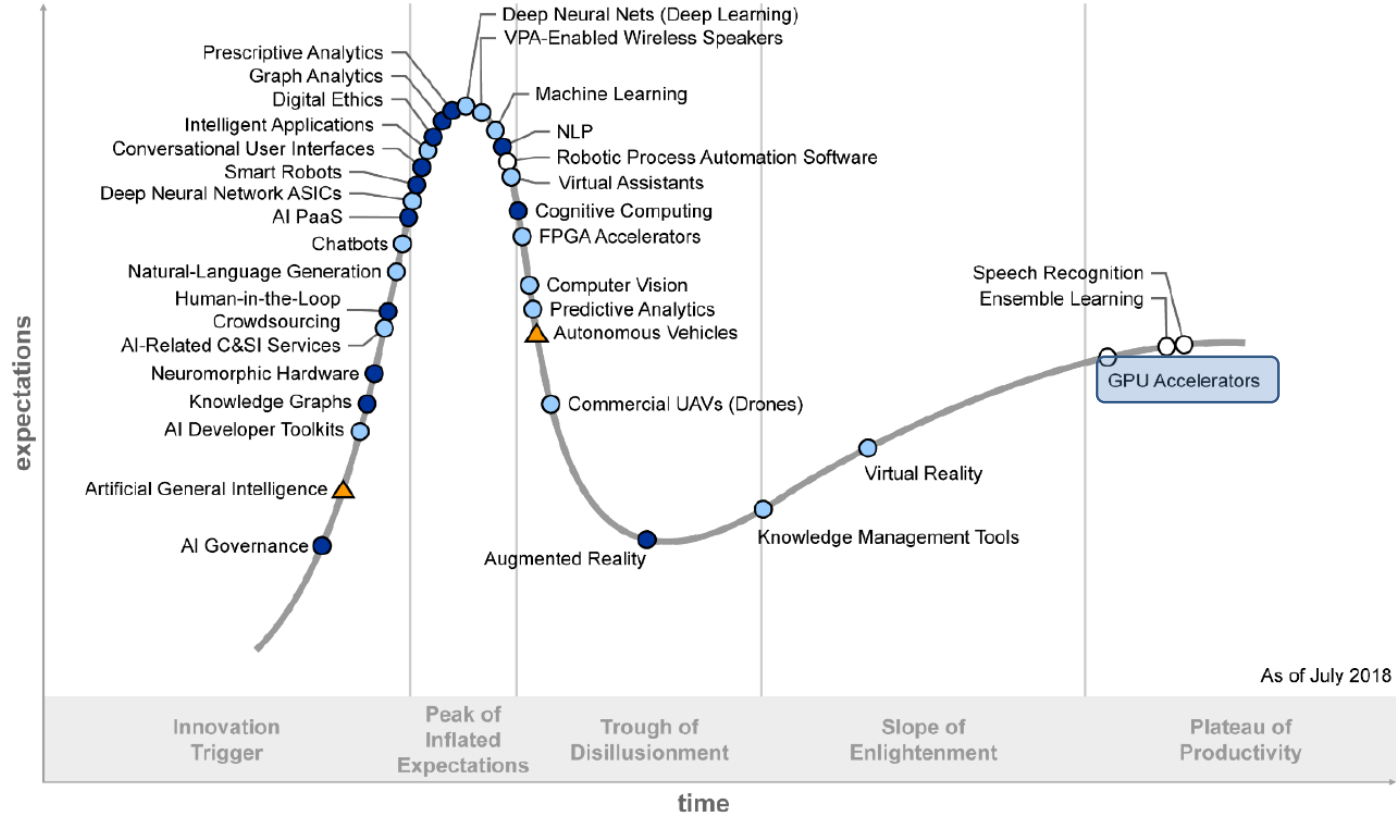 Deep Neural Nets (Deep Learning)
VPA-Enabled Wireless Speakers
Prescriptive Analytics
Graph Analytics
Digital Ethics
Intelligent Applications
Conversational User Interfaces
Smart Robots
Deep Neural Network ASICs
AI PaaS
Chatbots
Natural-Language Generation
Human-in-the-Loop
Crowdsourcing
AI-Related C&SI Services
Neuromorphic Hardware
Knowledge Graphs
AI Developer Toolkits
Artificial General Intelligence
AI Governance
Machine Learning
NLP
Robotic Process Automation Software
Virtual Assistants
Cognitive Computing
FPGA Accelerators
Computer Vision
Predictive Analytics
Autonomous Vehicles
Commercial UAVs (Drones)
Augmented Reality
Knowledge Management Tools
Virtual Reality
Speech Recognition
Ensemble Learning
GPU Accelerators
expectations
As of July 2018
Innovation
Trigger
Peak of
Inflated
Expectations
Trough of
Disillusionment
Slope of
Enlightenment
Plateau of
Productivity
time